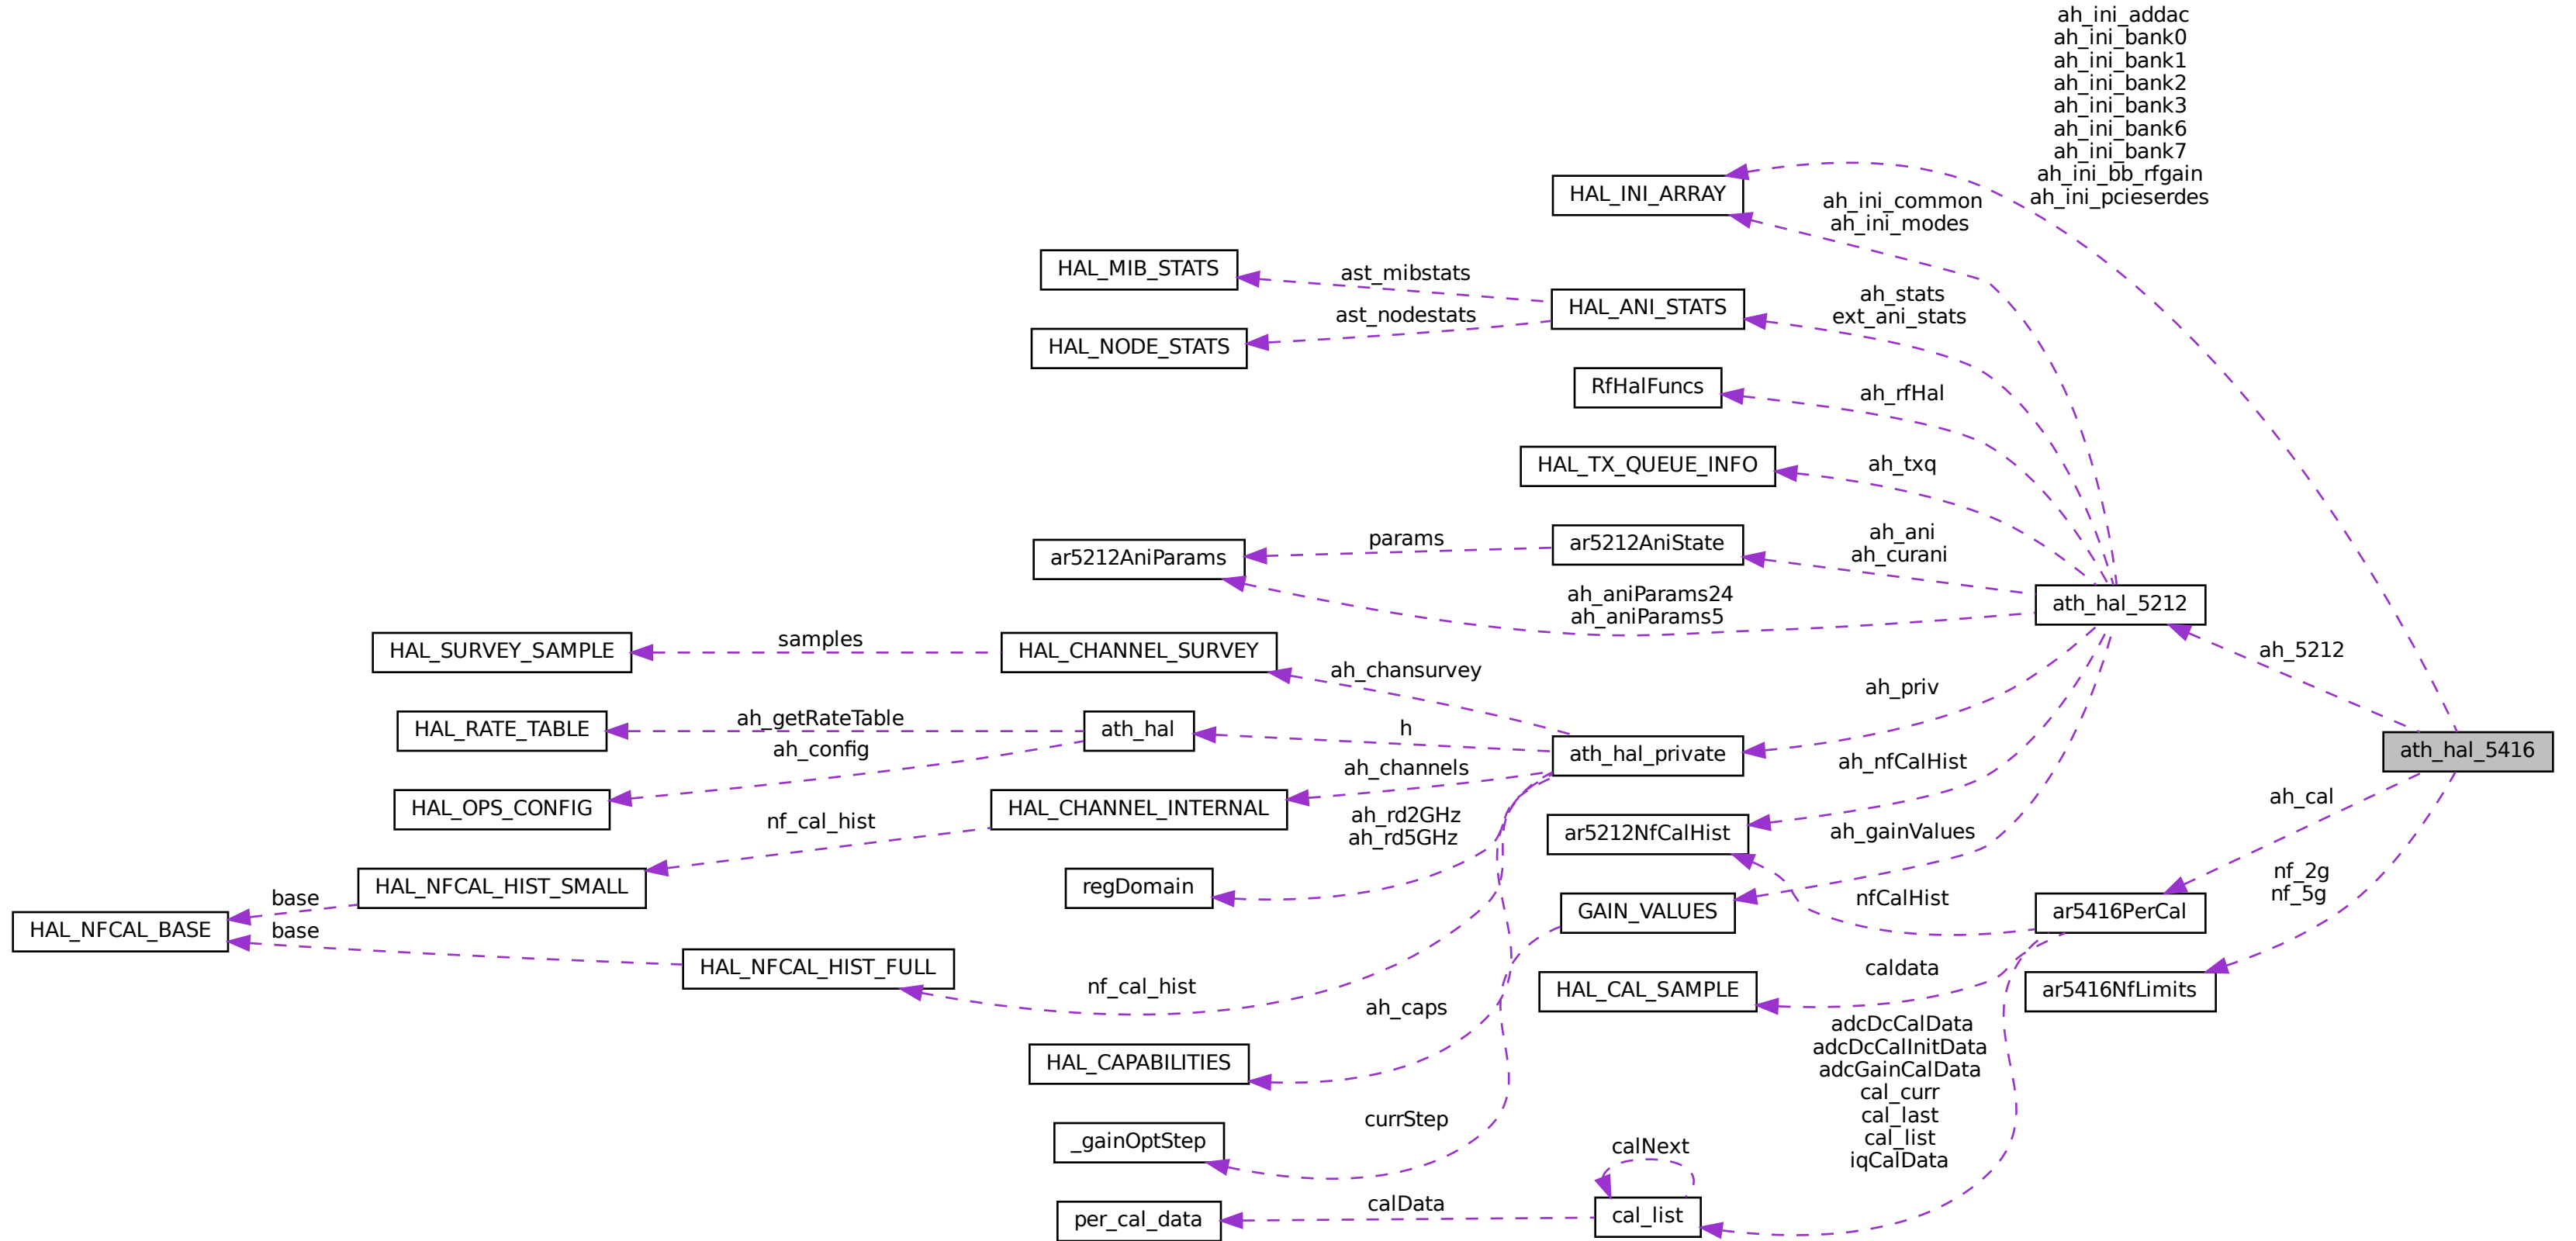 ah_ini_addac
ah_ini_bank0
ah_ini_bank1
ah_ini_bank2
ah_ini_bank3
ah_ini_bank6
ah_ini_bank7
ah_ini_bb_rfgain
ah_ini_pcieserdes
HAL_INI_ARRAY
ah_ini_common
ah_ini_modes
HAL_MIB_STATS
ast_mibstats
HAL_NODE_STATS
ast_nodestats
HAL_ANI_STATS
ah_stats
ext_ani_stats
RfHalFuncs
ah_rfHal
HAL_TX_QUEUE_INFO
ah_txq
ar5212AniParams
params
ar5212AniState
ah_ani
ah_curani
ah_aniParams24
ah_aniParams5
ath_hal_5212
ah_5212
HAL_SURVEY_SAMPLE
samples
HAL_CHANNEL_SURVEY
ah_chansurvey
ah_priv
HAL_RATE_TABLE
ah_getRateTable
ath_hal
h
ath_hal_private
ath_hal_5416
ah_config
HAL_OPS_CONFIG
ah_channels
HAL_CHANNEL_INTERNAL
ah_nfCalHist
ah_cal
nf_cal_hist
ah_rd2GHz
ah_rd5GHz
ar5212NfCalHist
ah_gainValues
HAL_NFCAL_HIST_SMALL
regDomain
nf_2g
nf_5g
base
HAL_NFCAL_BASE
base
GAIN_VALUES
nfCalHist
ar5416PerCal
HAL_NFCAL_HIST_FULL
nf_cal_hist
HAL_CAL_SAMPLE
caldata
ar5416NfLimits
ah_caps
HAL_CAPABILITIES
adcDcCalData
adcDcCalInitData
adcGainCalData
cal_curr
cal_last
cal_list
iqCalData
_gainOptStep
currStep
calNext
per_cal_data
calData
cal_list